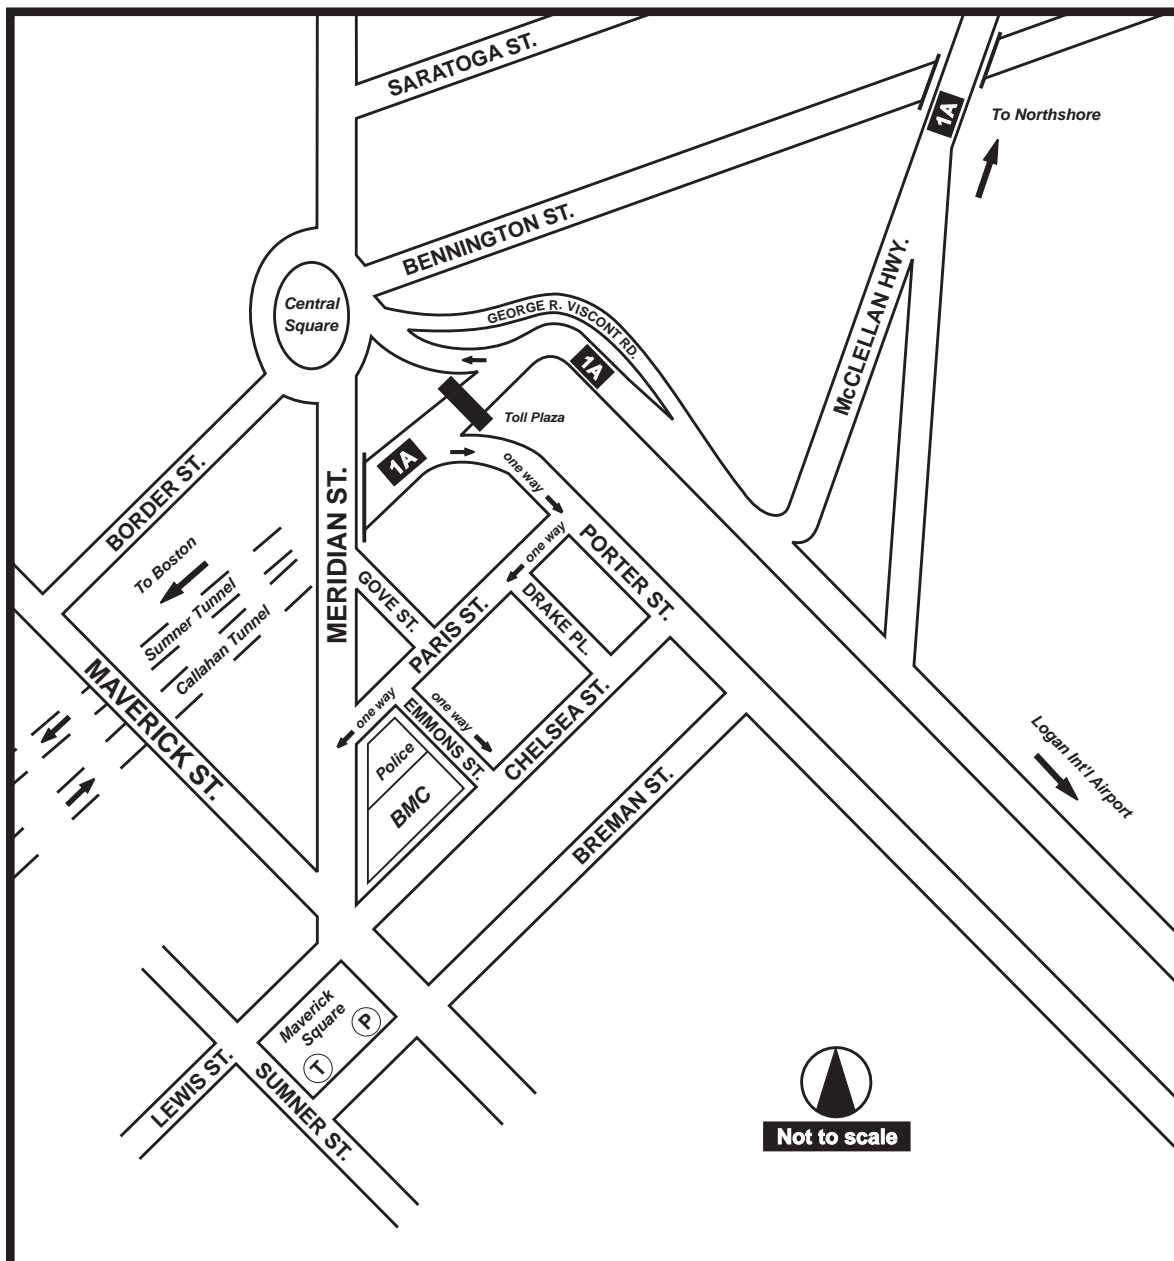 SARATOGA ST.
1A
To Northshore
BENNINGTON ST.
McCLELLAN HWY.
Central
Square
GEORGE R. VISCONT RD.
1A
Toll Plaza
1A
one way
BORDER ST.
MERIDIAN ST.
To Boston
Sumner Tunnel
Callahan Tunnel
one way
PORTER ST.
GOVE ST.
DRAKE PL.
PARIS ST.
MAVERICK ST.
one way
one way
EMMONS ST.
CHELSEA ST.
Police
BMC
BREMAN ST.
Logan Int'l Airport
Maverick
Square
P
T
LEWIS ST.
SUMNER ST.
Not to scale